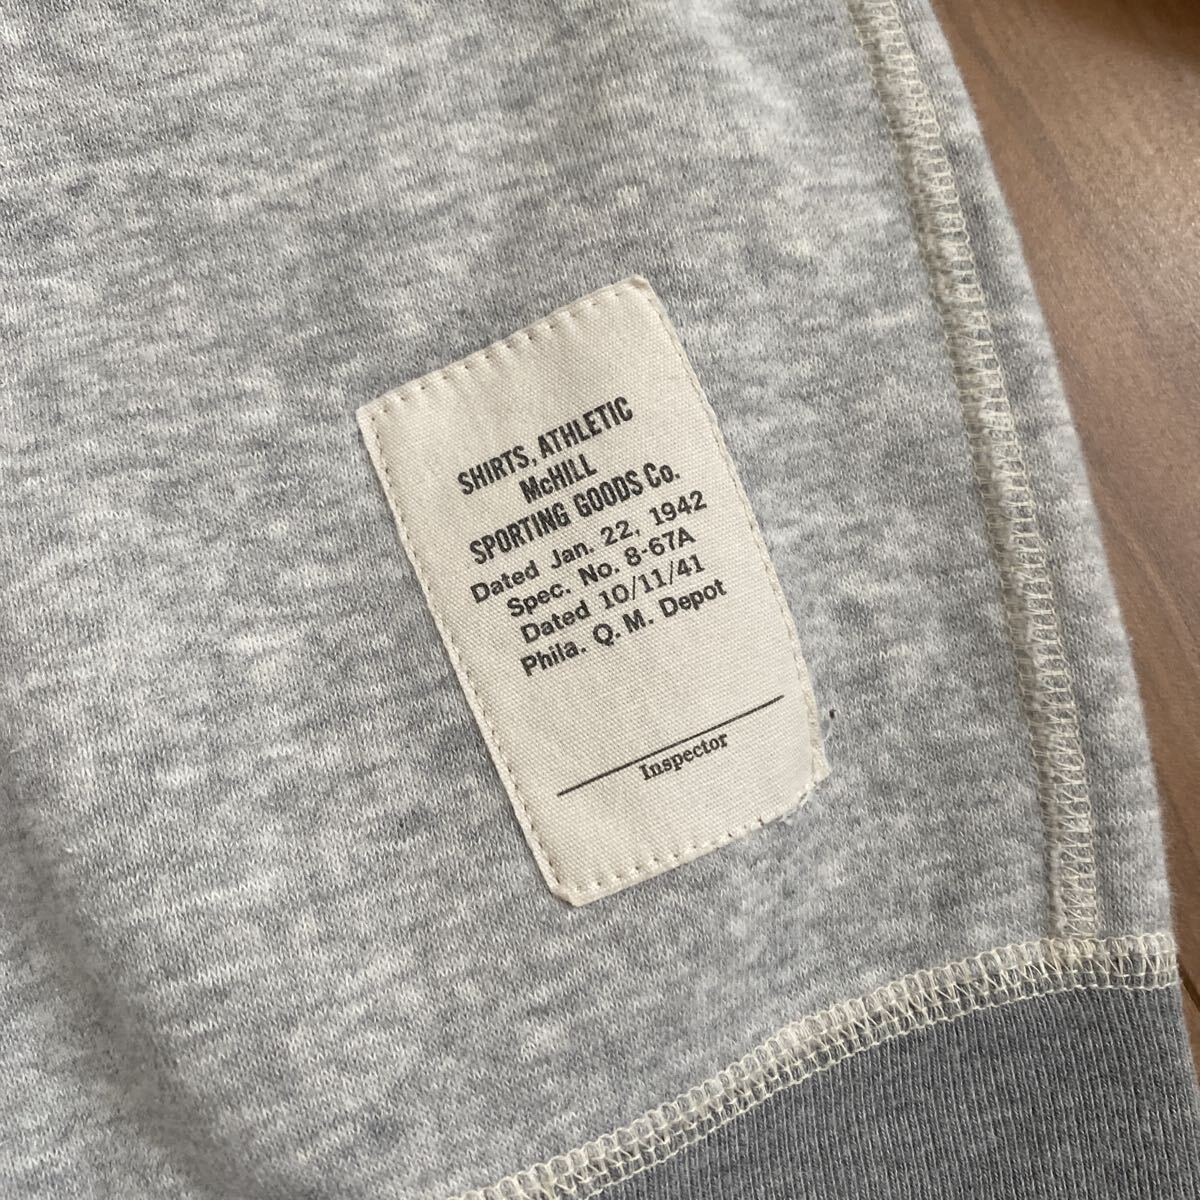 SHIRTS, ATHLETIC
McHILL
SPORTING GOODS Co.
Dated Jan. 22, 1942
Spec. No. 8-67A
Dated 10/11/41
Phila. Q. M. Depot
Inspector